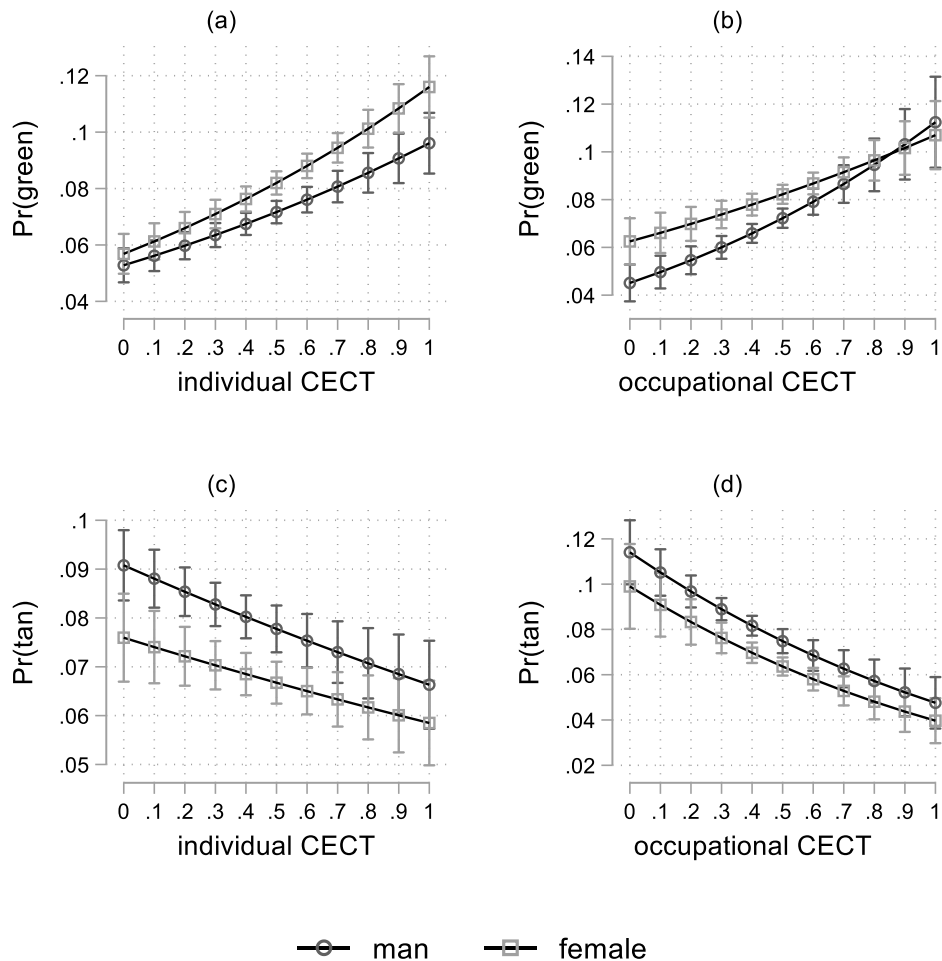 (a)
Pr(green)
.12
.1
.08
.06
.04
0 .1 .2 .3 .4 .5 .6 .7 .8 .9 1
individual CECT
(b)
Pr(green)
.14
.12
.1
.08
.06
.04
0 .1 .2 .3 .4 .5 .6 .7 .8 .9 1
occupational CECT
(c)
Pr(tan)
.1
.09
.08
.07
.06
.05
0 .1 .2 .3 .4 .5 .6 .7 .8 .9 1
individual CECT
(d)
Pr(tan)
.12
.1
.08
.06
.04
.02
0 .1 .2 .3 .4 .5 .6 .7 .8 .9 1
occupational CECT
man female